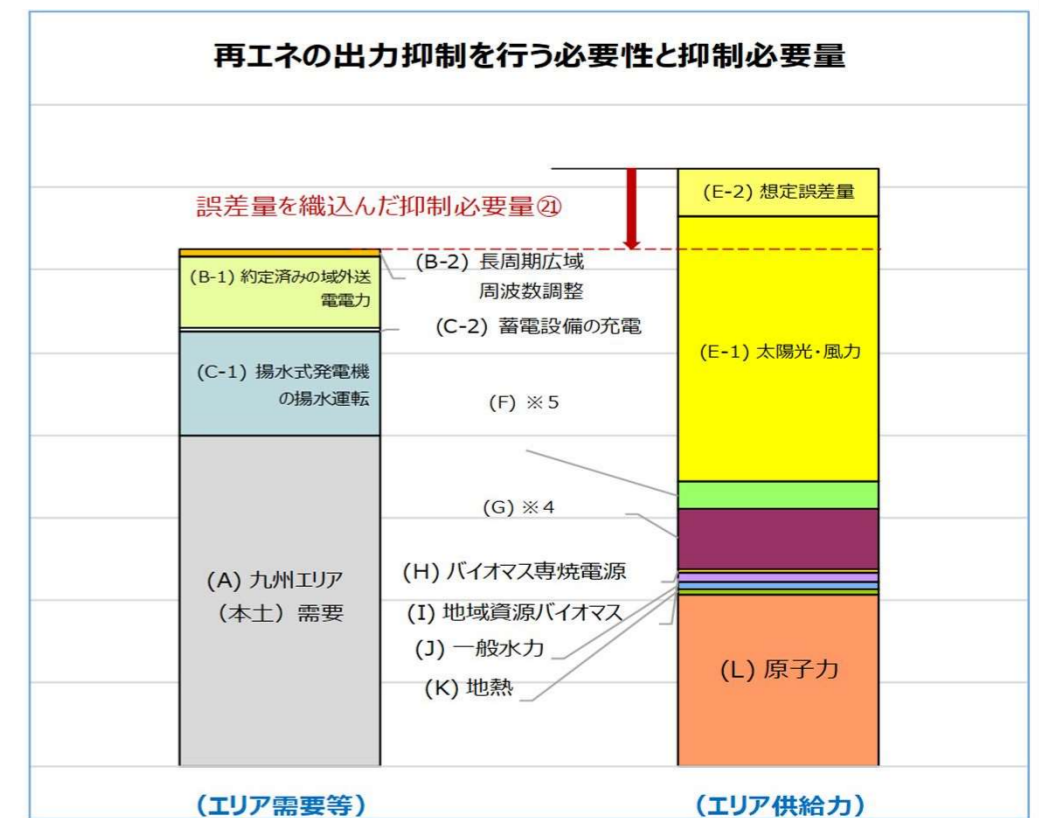 再エネの出力抑制を行う必要性と抑制必要量
誤差量を織込んだ抑制必要量㉑
(B-1) 約定済みの域外送
電電力
(C-1) 揚水式発電機
の揚水運転
(A) 九州エリア
（本土）需要
(B-2) 長周期広域
周波数調整
(C-2) 蓄電設備の充電
(F) ※５
(G) ※４
(H) バイオマス専焼電源
(I) 地域資源バイオマス
(J) 一般水力
(K) 地熱
(E-2) 想定誤差量
(E-1) 太陽光・風力
(L) 原子力
（エリア需要等）
（エリア供給力）